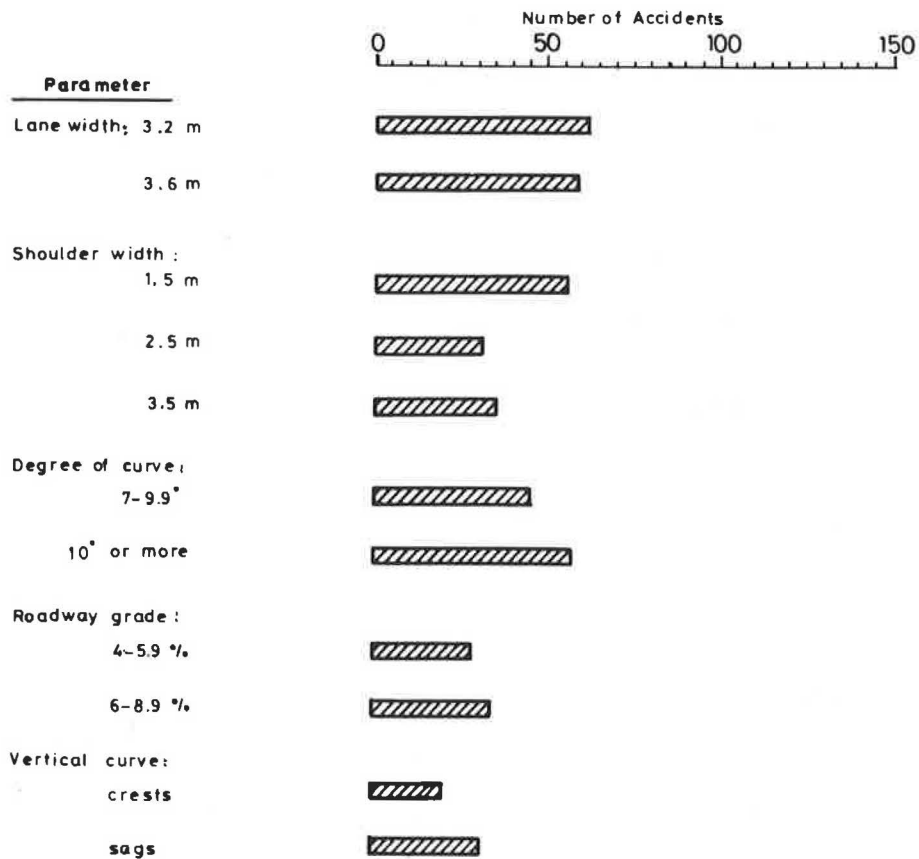 Number of Accidents
0 50 100 150
Parameter
Lane width: 3.2 m
3.6 m
Shoulder width :
1.5 m
2.5 m
3.5 m
Degree of curve:
7-9.9°
10° or more
Roadway grade :
4-5.9 %
6-8.9 %
Vertical curve:
crests
sags